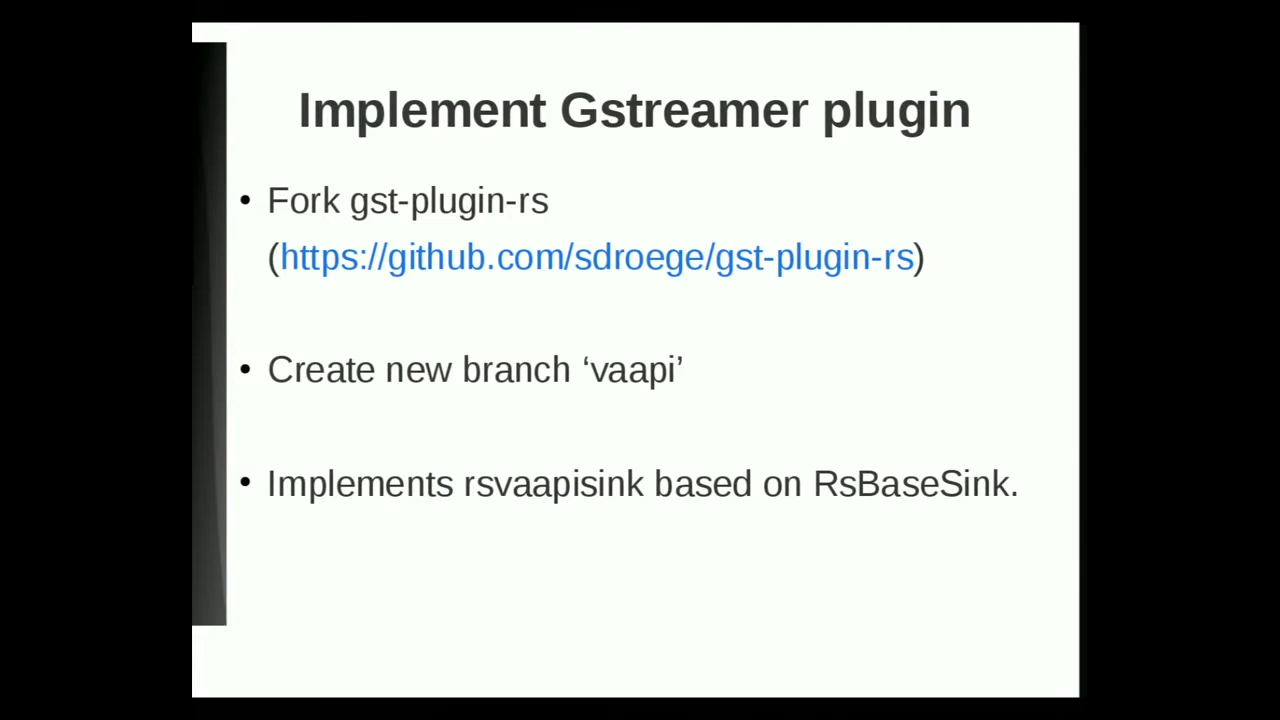 Implement Gstreamer plugin
• Fork gst-plugin-rs
(https://github.com/sdroege/gst-plugin-rs)
• Create new branch ‘vaapi’
• Implements rsvaapisink based on RsBaseSink.